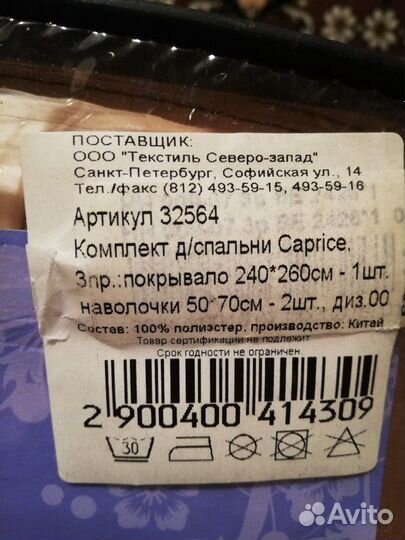 ПОСТАВЩИК:
ООО "Текстиль Северо-запад"
Санкт-Петербург, Софийская ул., 14
Тел./факс (812) 493-59-15, 493-59-16
Артикул 32564
Комплект д/спальни Caprice,
3пр.:покрывало 240*260см - 1шт.
наволочки 50*70см - 2шт., диз.00
Состав: 100% полиэстер, производство: Китай
Товар сертификации не подлежит
Срок годности не ограничен
2 900400 414309
30
Avito